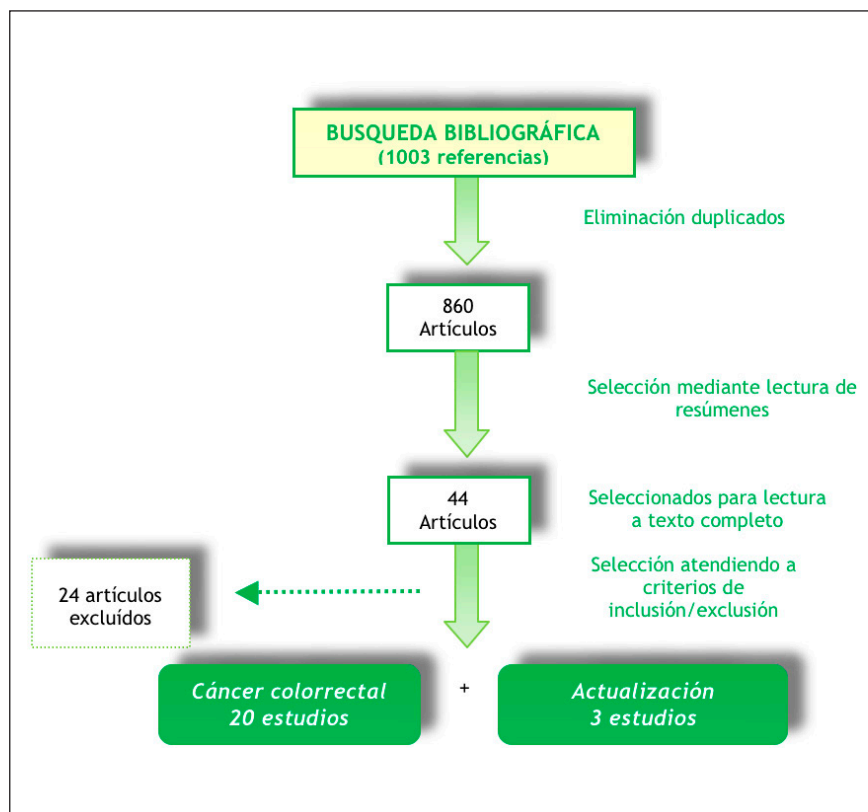 BUSQUEDA BIBLIOGRÁFICA
(1003 referencias)
Eliminación duplicados
860
Artículos
Selección mediante lectura de
resúmenes
44
Artículos
Seleccionados para lectura
a texto completo
Selección atendiendo a
criterios de
inclusión/exclusión
24 artículos
excluídos
Cáncer colorrectal
20 estudios
+
Actualización
3 estudios